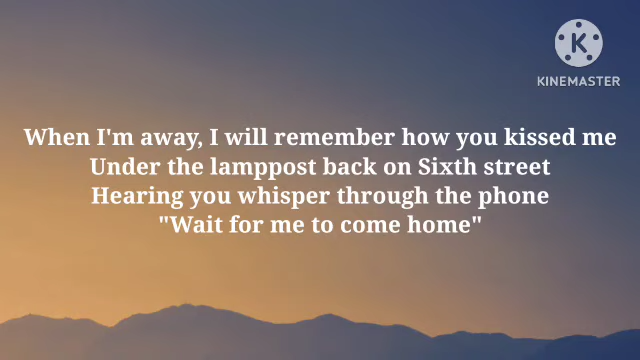 KINEMASTER
When I'm away, I will remember how you kissed me
Under the lamppost back on Sixth street
Hearing you whisper through the phone
"Wait for me to come home"